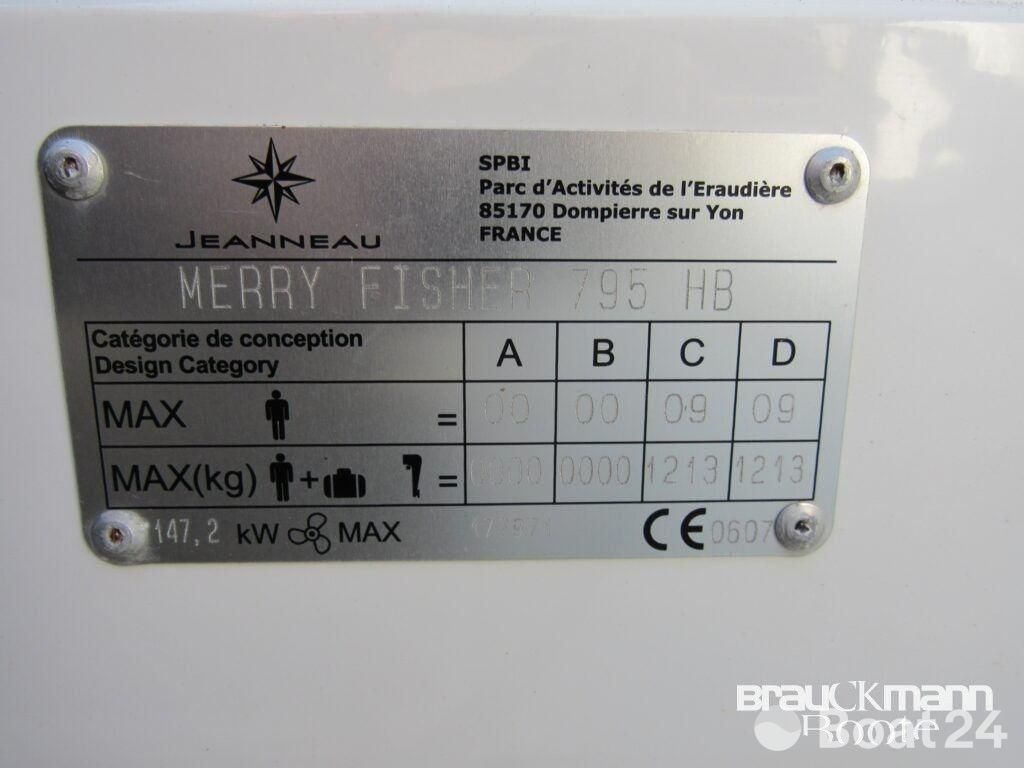 JEANNEAU
SPBI
Parc d'Activités de l'Eraudière
85170 Dompierre sur Yon
FRANCE
MERRY FISHER 795 HB
Catégorie de conception
Design Category
A B C D
MAX = 00 00 09 09
MAX(kg) + = 0000 0000 1213 1213
147,2 kW MAX
CE 0607
Brauckmann
Boote
Boat24